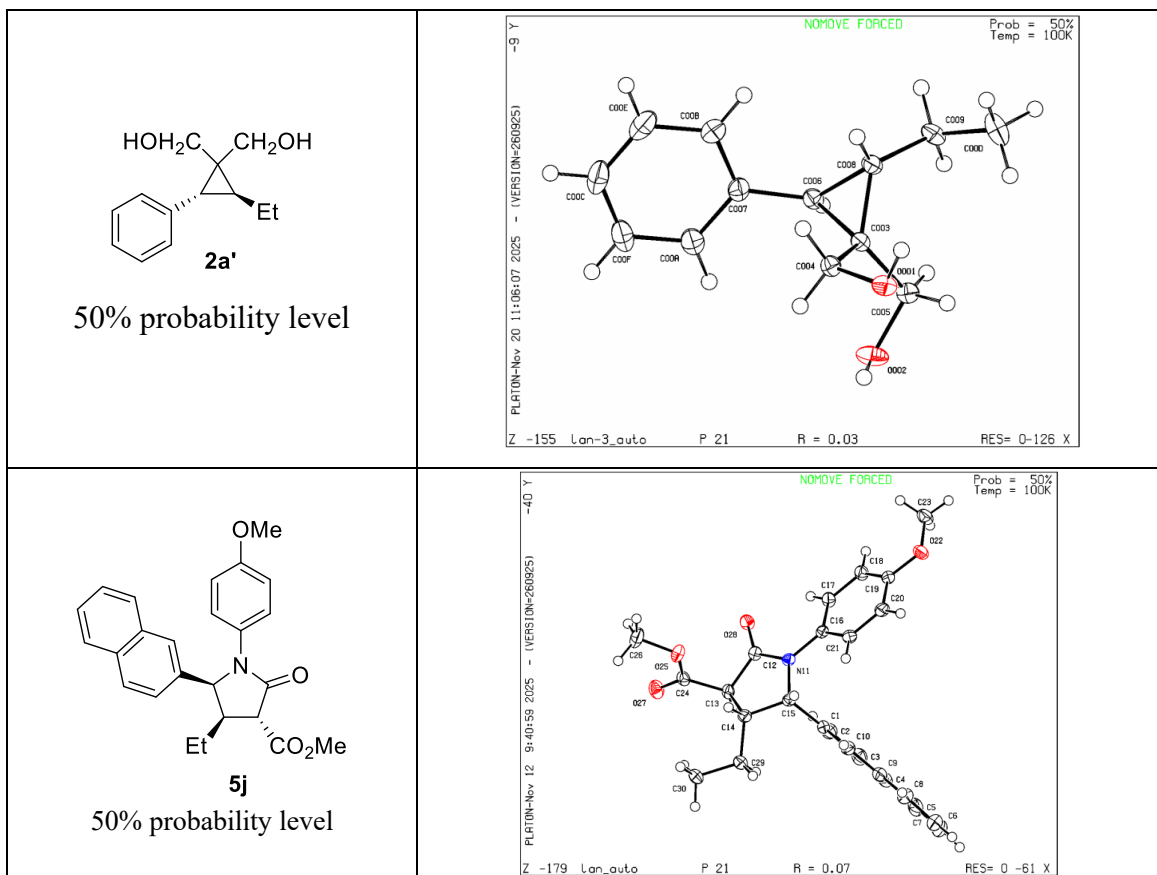 HOH₂C CH₂OH
Et
2a'
50% probability level
NOMOVE FORCED
Prob = 50%
Temp = 100K
-9 Y
PLATON-Nov 20 11:06:07 2025 - (VERSION=260925)
C00E
C00B
C009
C00D
C008
C006
C00C
C007
C003
C00F
C00A
C004
O001
C005
O002
Z -155 lan-3_auto P 21 R = 0.03 RES= 0-126 X
OMe
N
O
Et
CO₂Me
5j
50% probability level
NOMOVE FORCED
Prob = 50%
Temp = 100K
-40 Y
PLATON-Nov 12 9:40:59 2025 - (VERSION=260925)
C23
O22
C18
C17
C19
C20
O28
C16
C21
C26
O25
C12
N11
C24
O27
C13
C15
C14
C1
C2
C10
C3
C29
C9
C4
C30
C8
C5
C6
C7
Z -179 lan_auto P 21 R = 0.07 RES= 0 -61 X